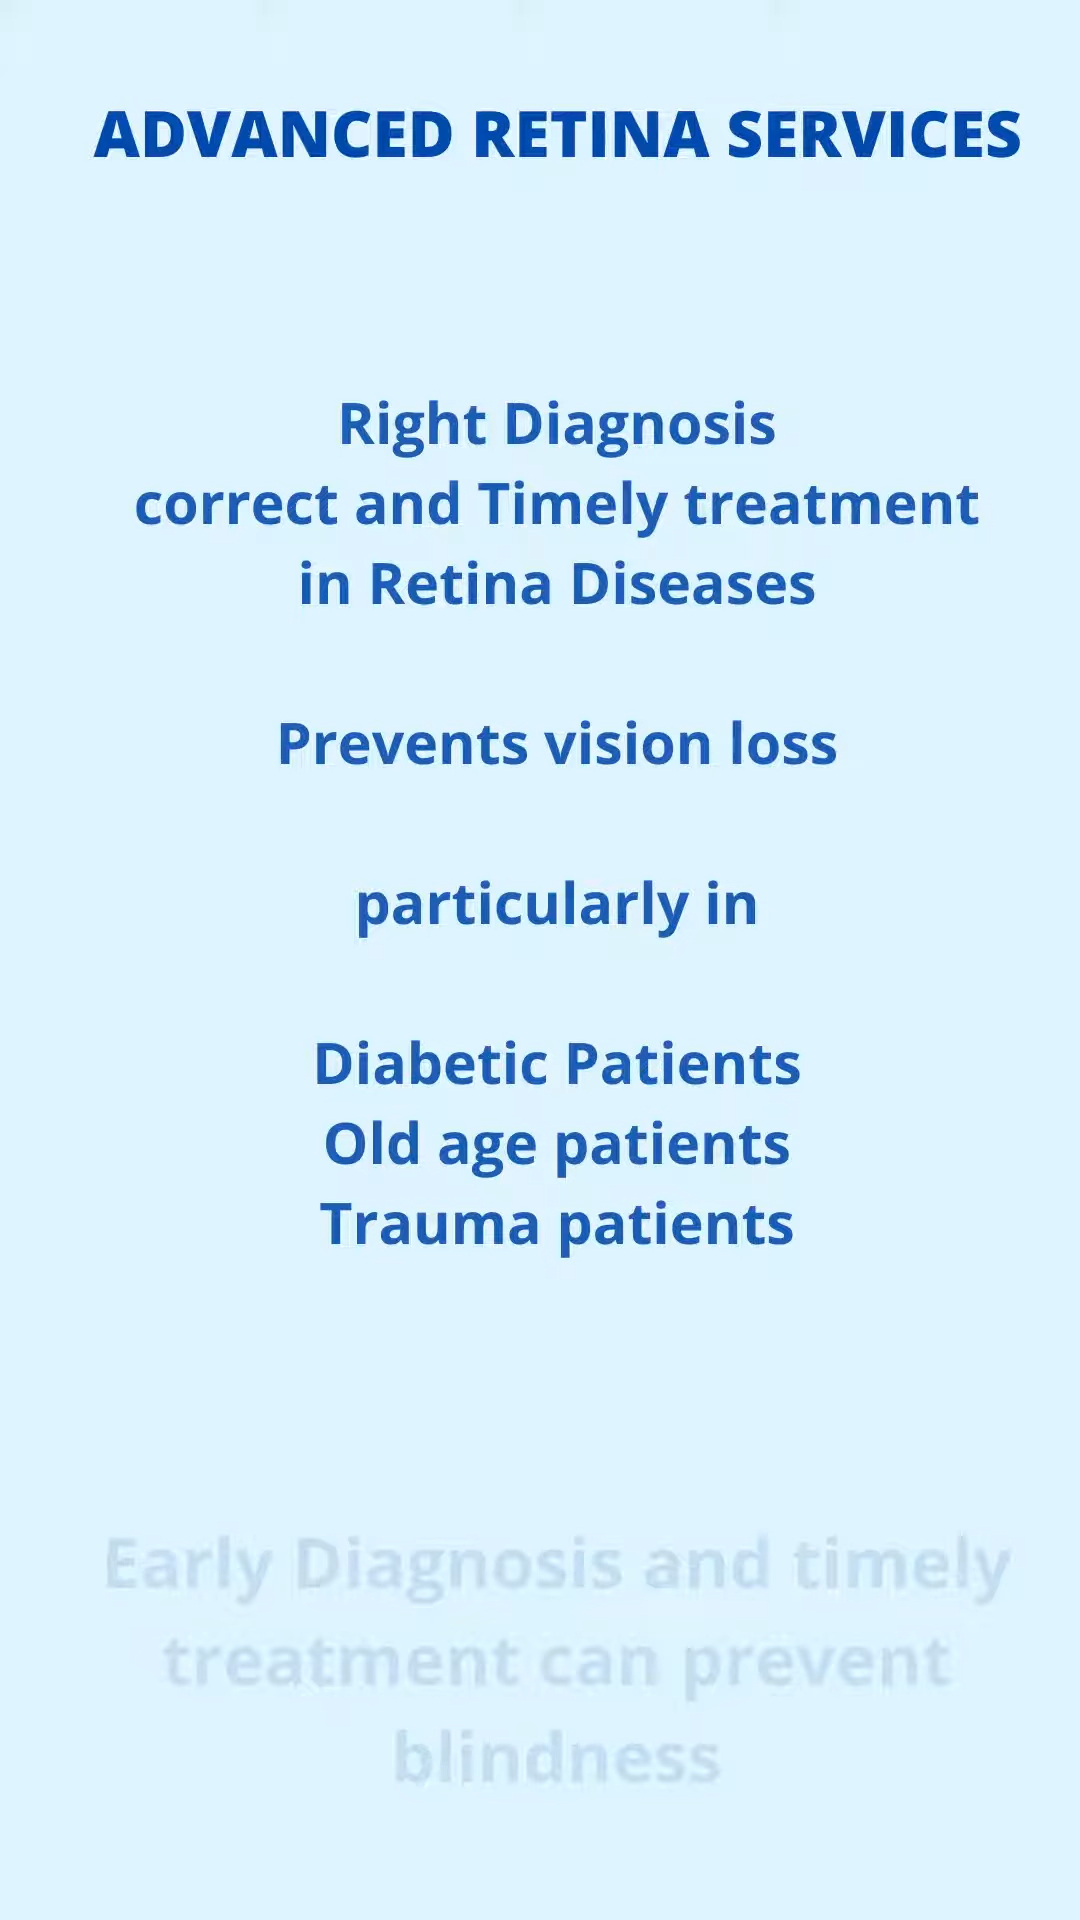 ADVANCED RETINA SERVICES
Right Diagnosis
correct and Timely treatment
in Retina Diseases
Prevents vision loss
particularly in
Diabetic Patients
Old age patients
Trauma patients
Early Diagnosis and timely
treatment can prevent
blindness